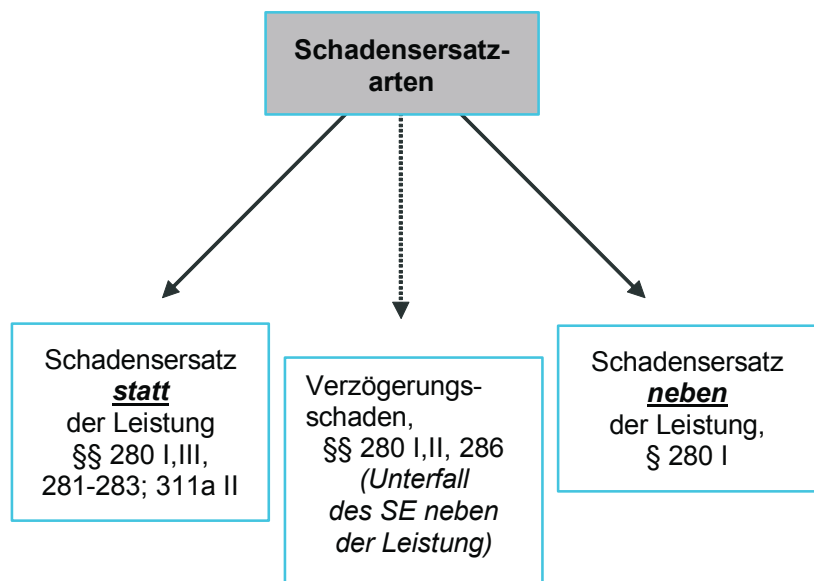 Schadensersatz-
arten
Schadensersatz
statt
der Leistung
§§ 280 I,III,
281-283; 311a II
Verzögerungs-
schaden,
§§ 280 I,II, 286
(Unterfall
des SE neben
der Leistung)
Schadensersatz
neben
der Leistung,
§ 280 I